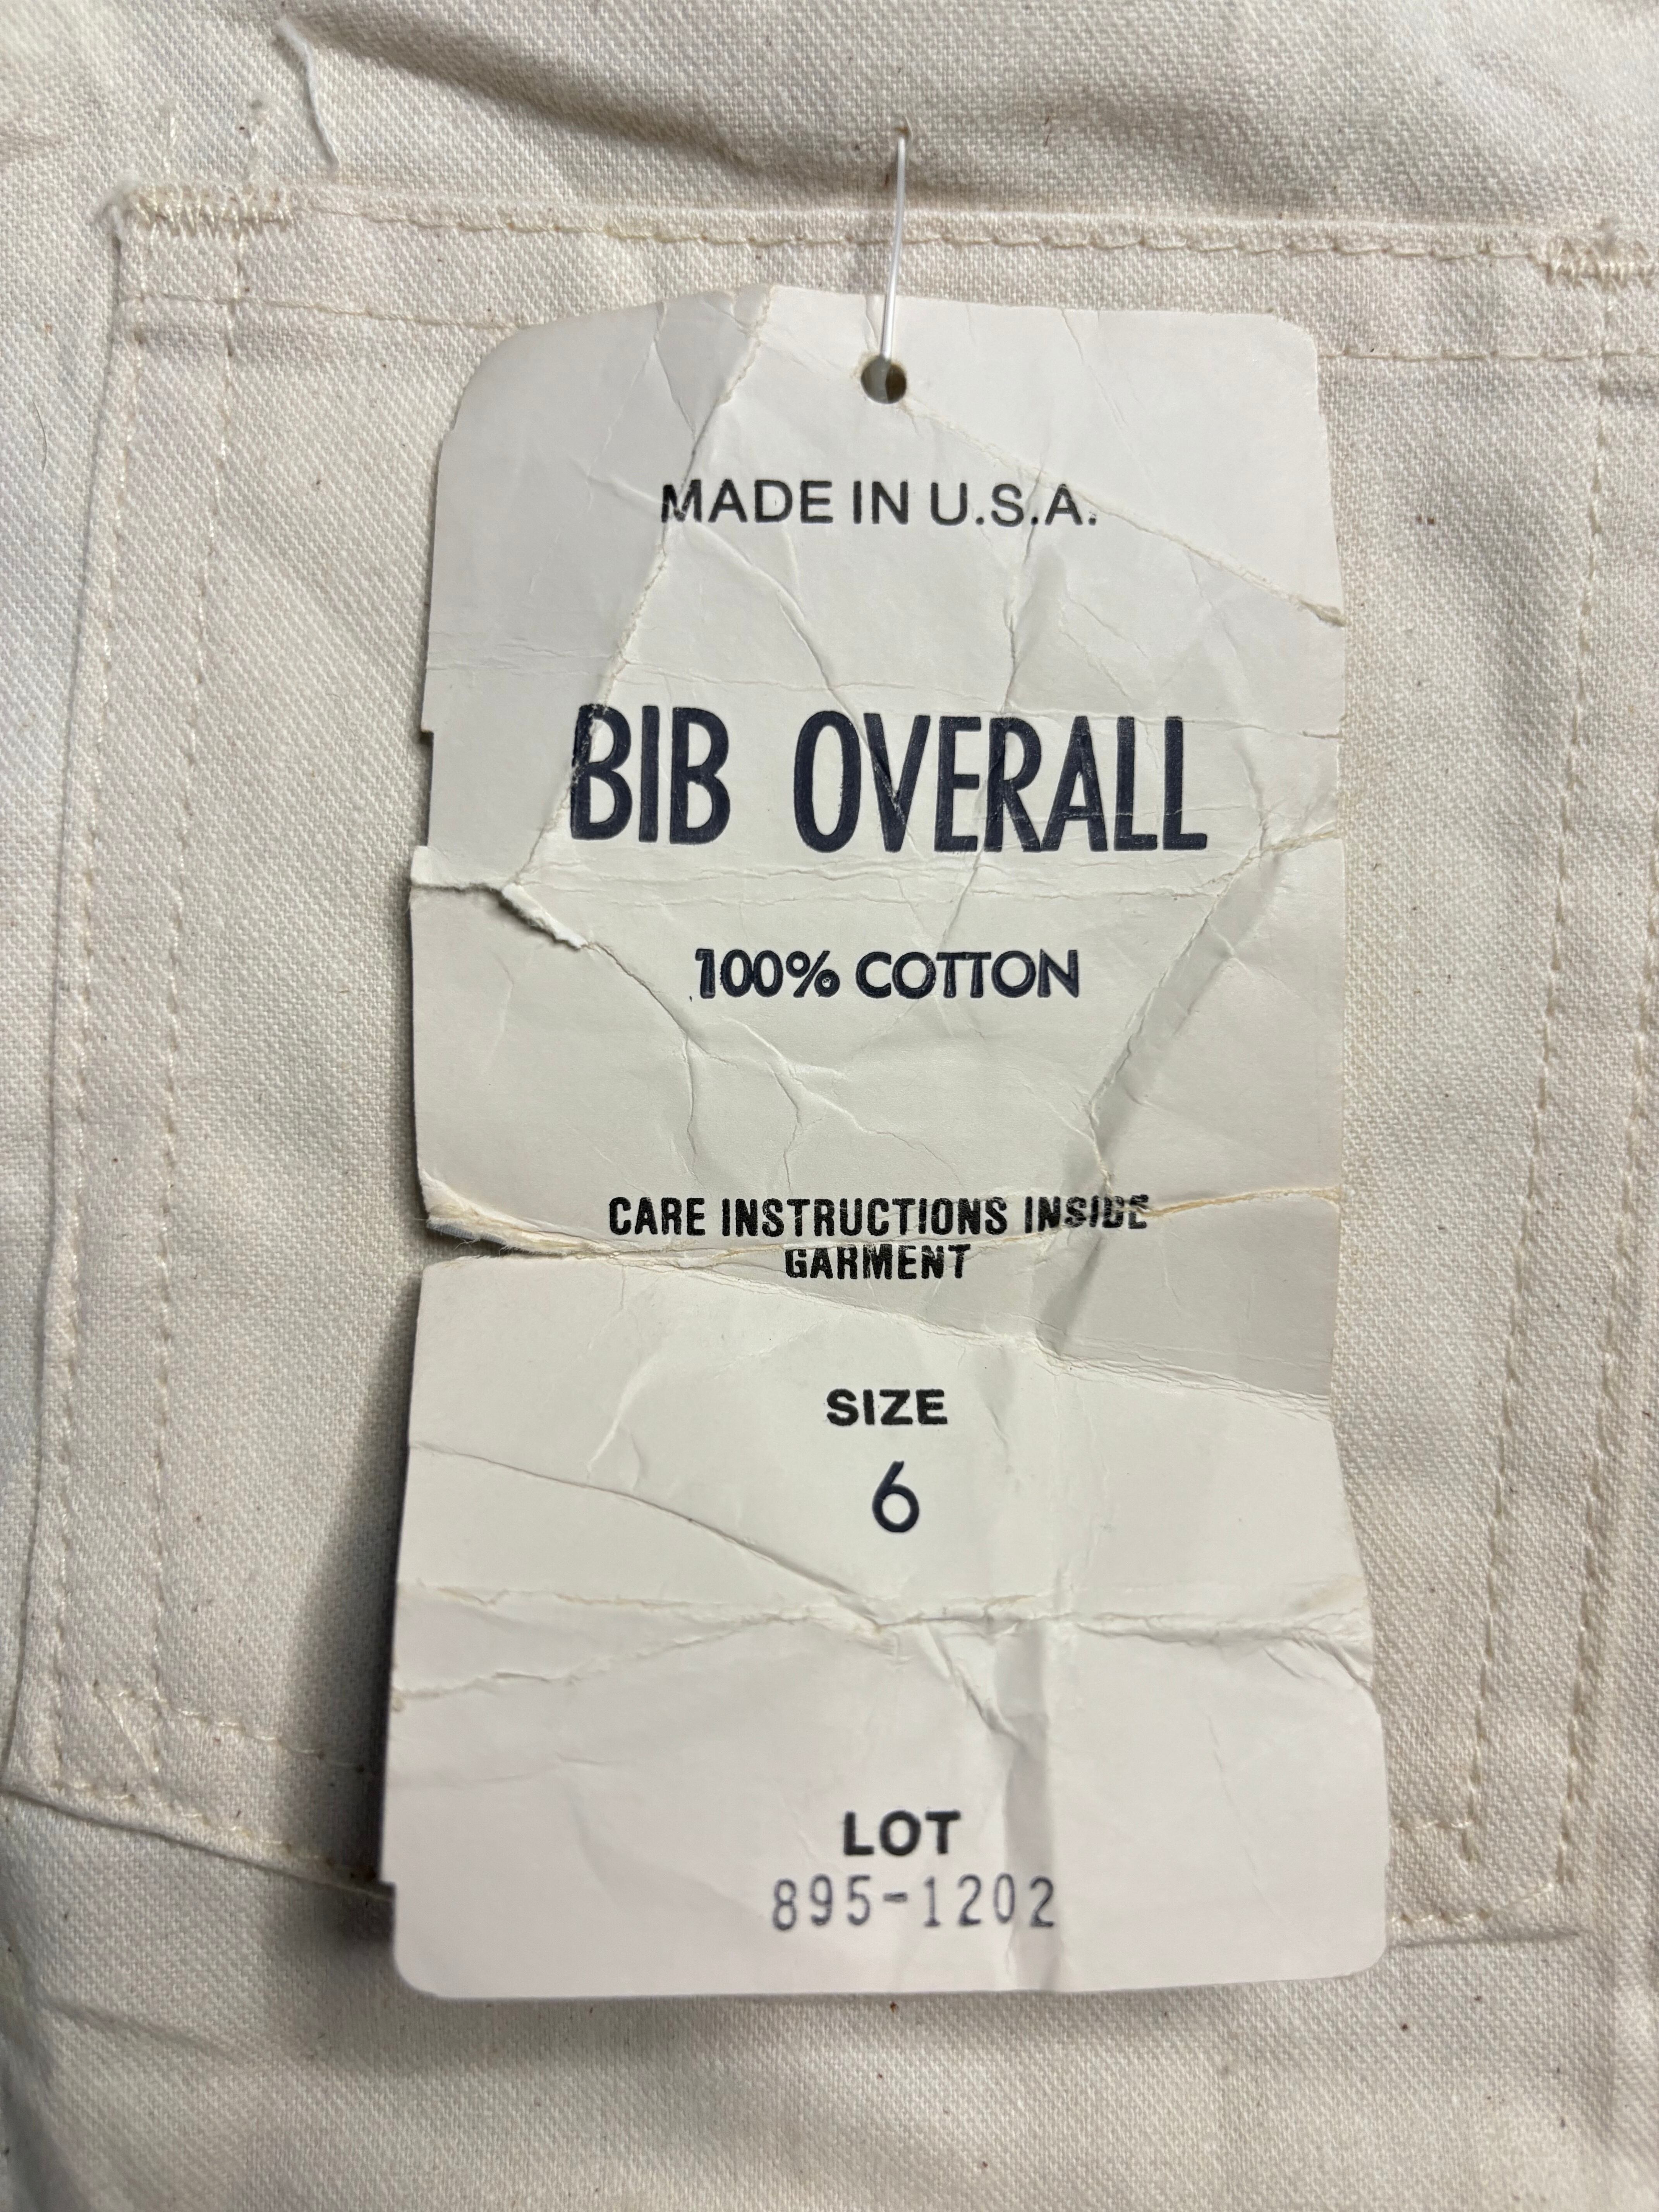 MADE IN U.S.A.
BIB OVERALL
100% COTTON
CARE INSTRUCTIONS INSIDE
GARMENT
SIZE
6
LOT
895-1202